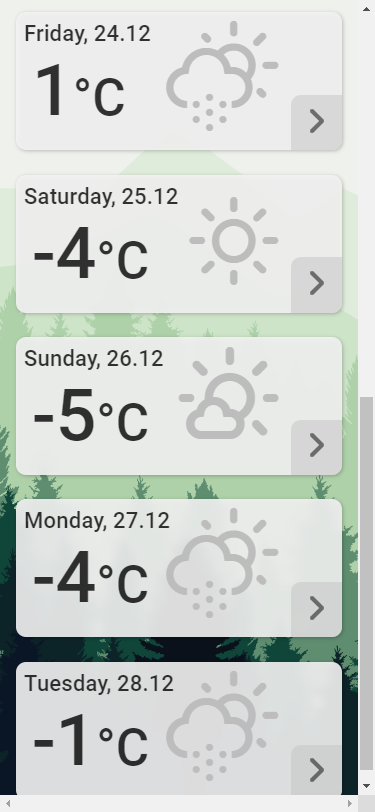 Friday, 24.12
1°C
Saturday, 25.12
-4°C
Sunday, 26.12
-5°C
Monday, 27.12
-4°C
Tuesday, 28.12
-1°C